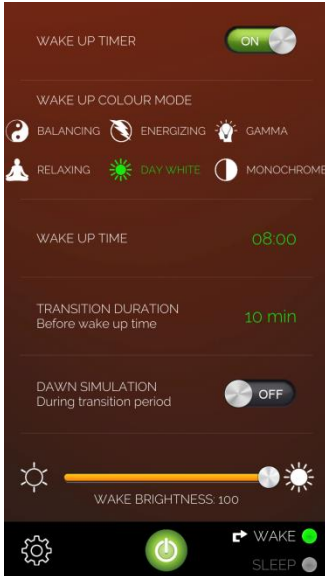 WAKE UP TIMER ON
WAKE UP COLOUR MODE
BALANCING ENERGIZING GAMMA
RELAXING DAY WHITE MONOCHROME
WAKE UP TIME 08:00
TRANSITION DURATION
Before wake up time
10 min
DAWN SIMULATION
During transition period
OFF
WAKE BRIGHTNESS: 100
WAKE
SLEEP